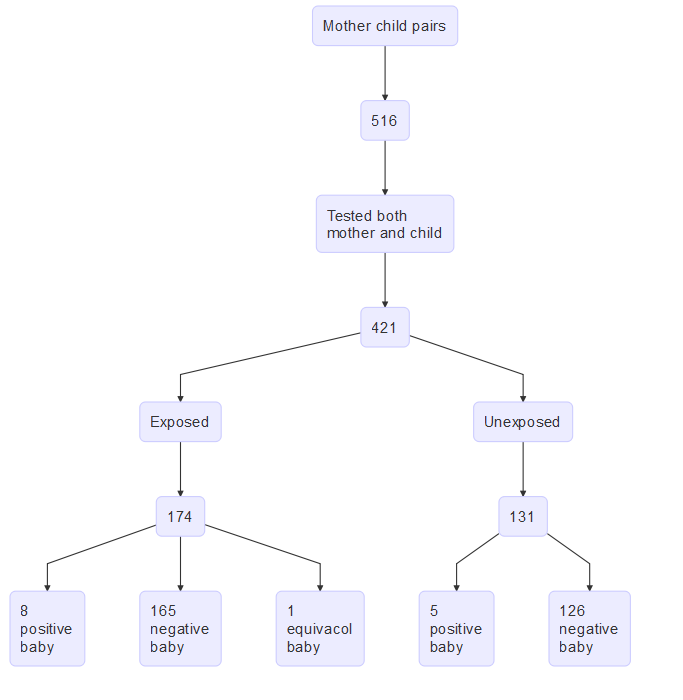 Mother child pairs
516
Tested both
mother and child
421
Exposed
Unexposed
174
131
8
positive
baby
165
negative
baby
1
equivacol
baby
5
positive
baby
126
negative
baby